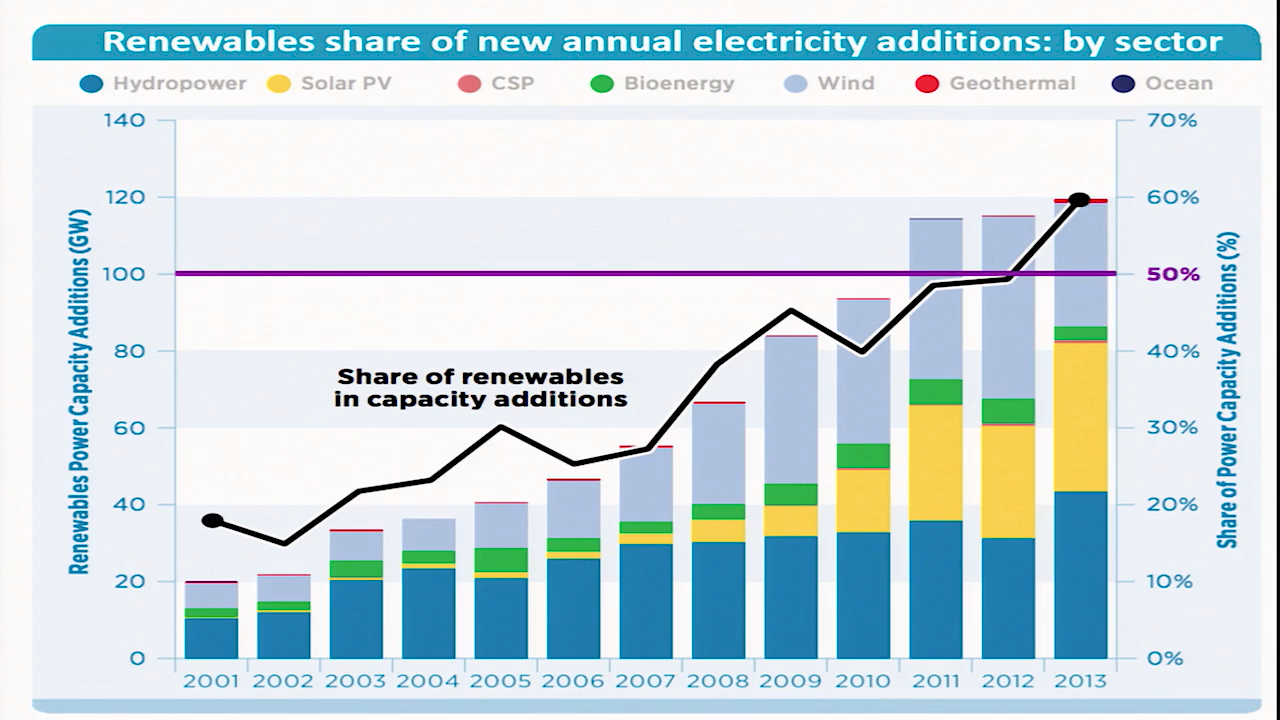 Renewables share of new annual electricity additions: by sector
Hydropower Solar PV CSP Bioenergy Wind Geothermal Ocean
Renewables Power Capacity Additions (GW)
140
120
100
80
60
40
20
0
Share of renewables
in capacity additions
70%
60%
50%
40%
30%
20%
10%
0%
Share of Power Capacity Additions (%)
2001 2002 2003 2004 2005 2006 2007 2008 2009 2010 2011 2012 2013